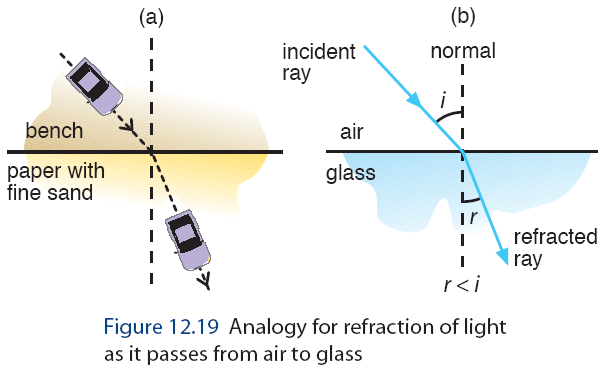 (a)
bench
paper with
fine sand
(b)
incident
ray
normal
i
air
glass
r
refracted
ray
r < i
Figure 12.19 Analogy for refraction of light
as it passes from air to glass